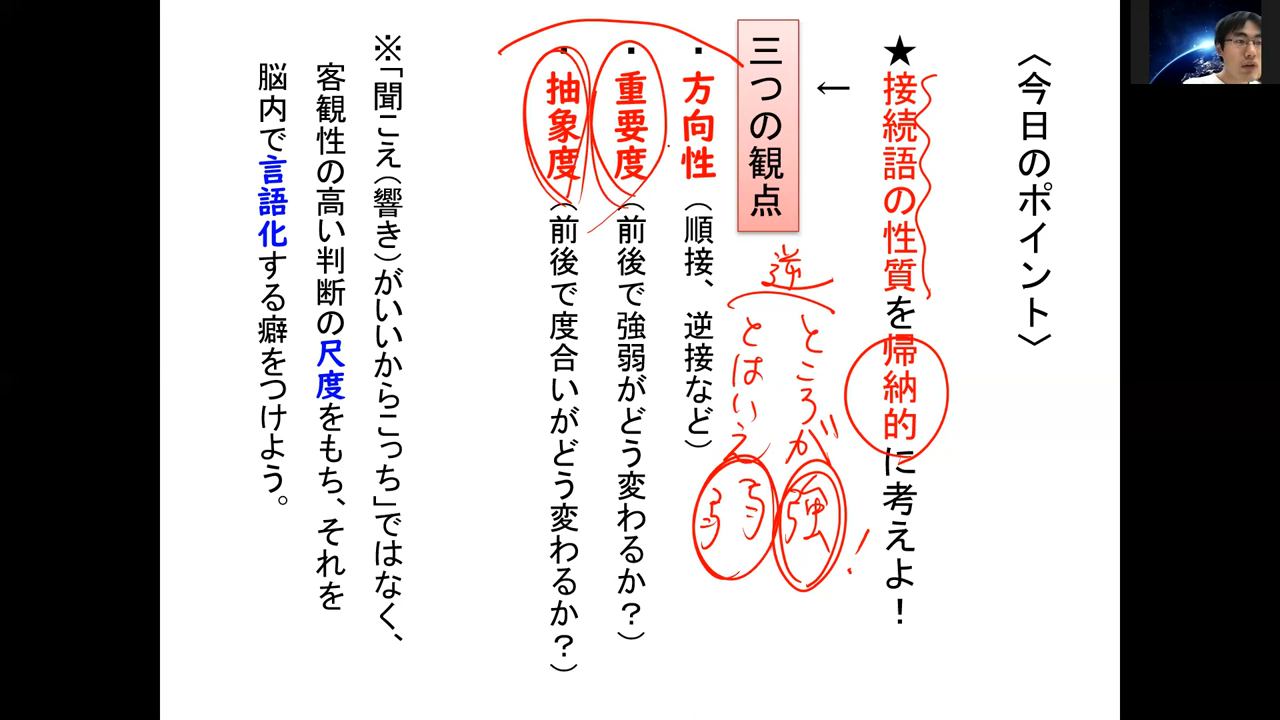 〈今日のポイント〉
★接続語の性質を帰納的に考えよ！
←
三つの観点
逆
ところが 強！
とはいえ 弱
・方向性（順接、逆接など）
・重要度（前後で強弱がどう変わるか？）
・抽象度（前後で度合いがどう変わるか？）
※「聞こえ（響き）がいいからこっち」ではなく、
客観性の高い判断の尺度をもち、それを
脳内で言語化する癖をつけよう。